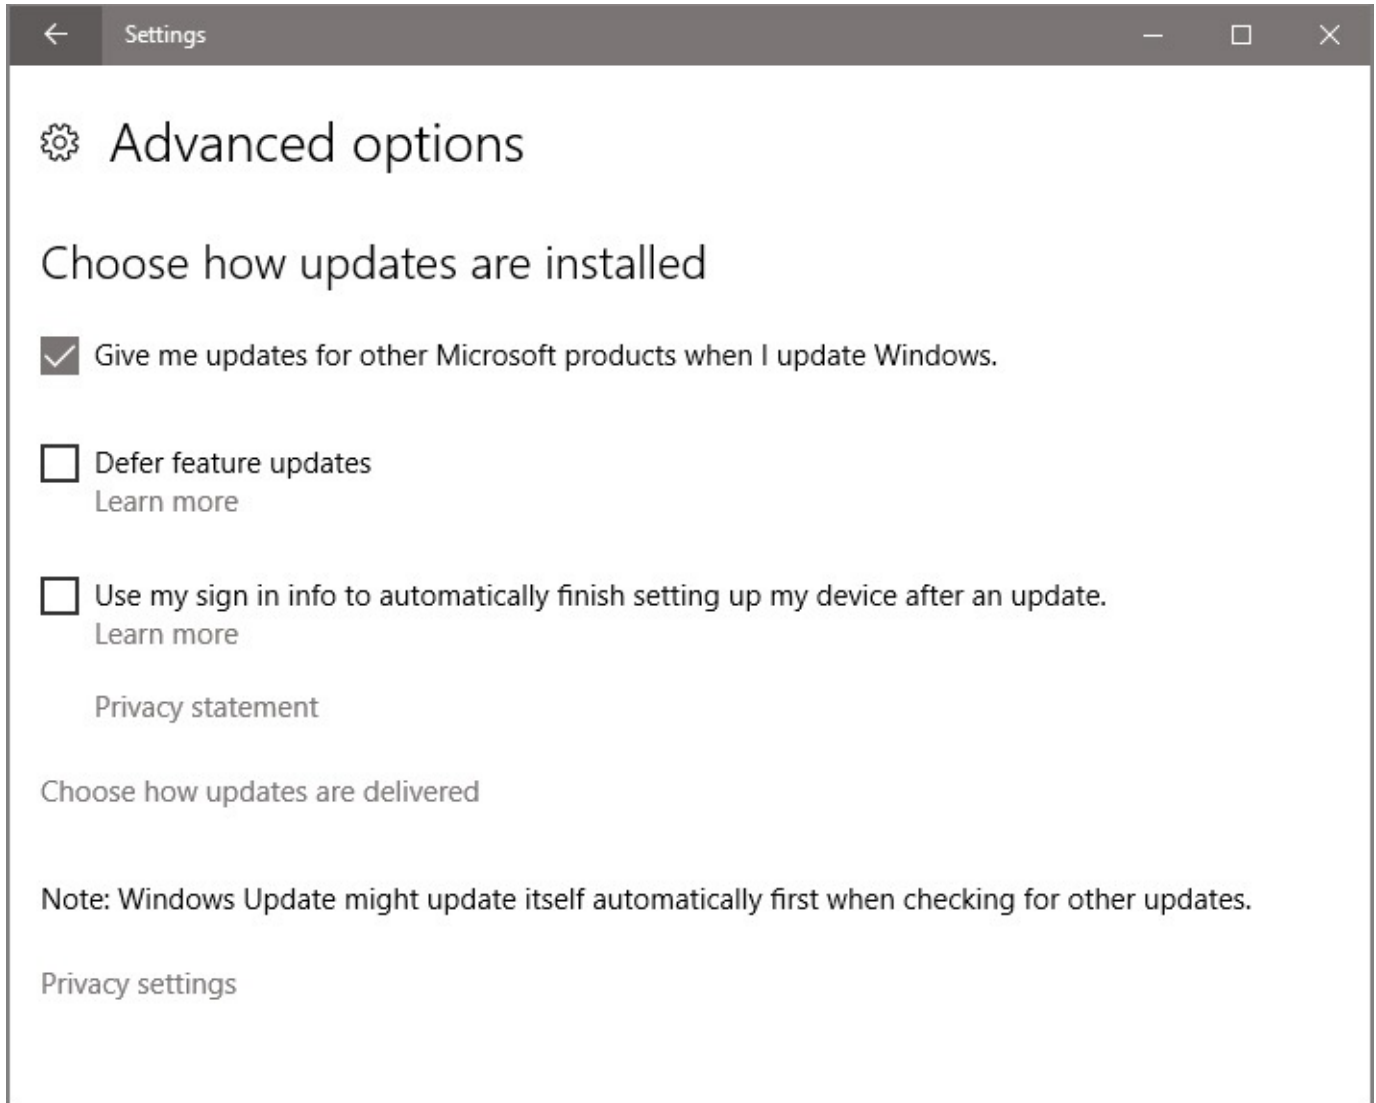 Settings
Advanced options
Choose how updates are installed
Give me updates for other Microsoft products when I update Windows.
Defer feature updates
Learn more
Use my sign in info to automatically finish setting up my device after an update.
Learn more
Privacy statement
Choose how updates are delivered
Note: Windows Update might update itself automatically first when checking for other updates.
Privacy settings